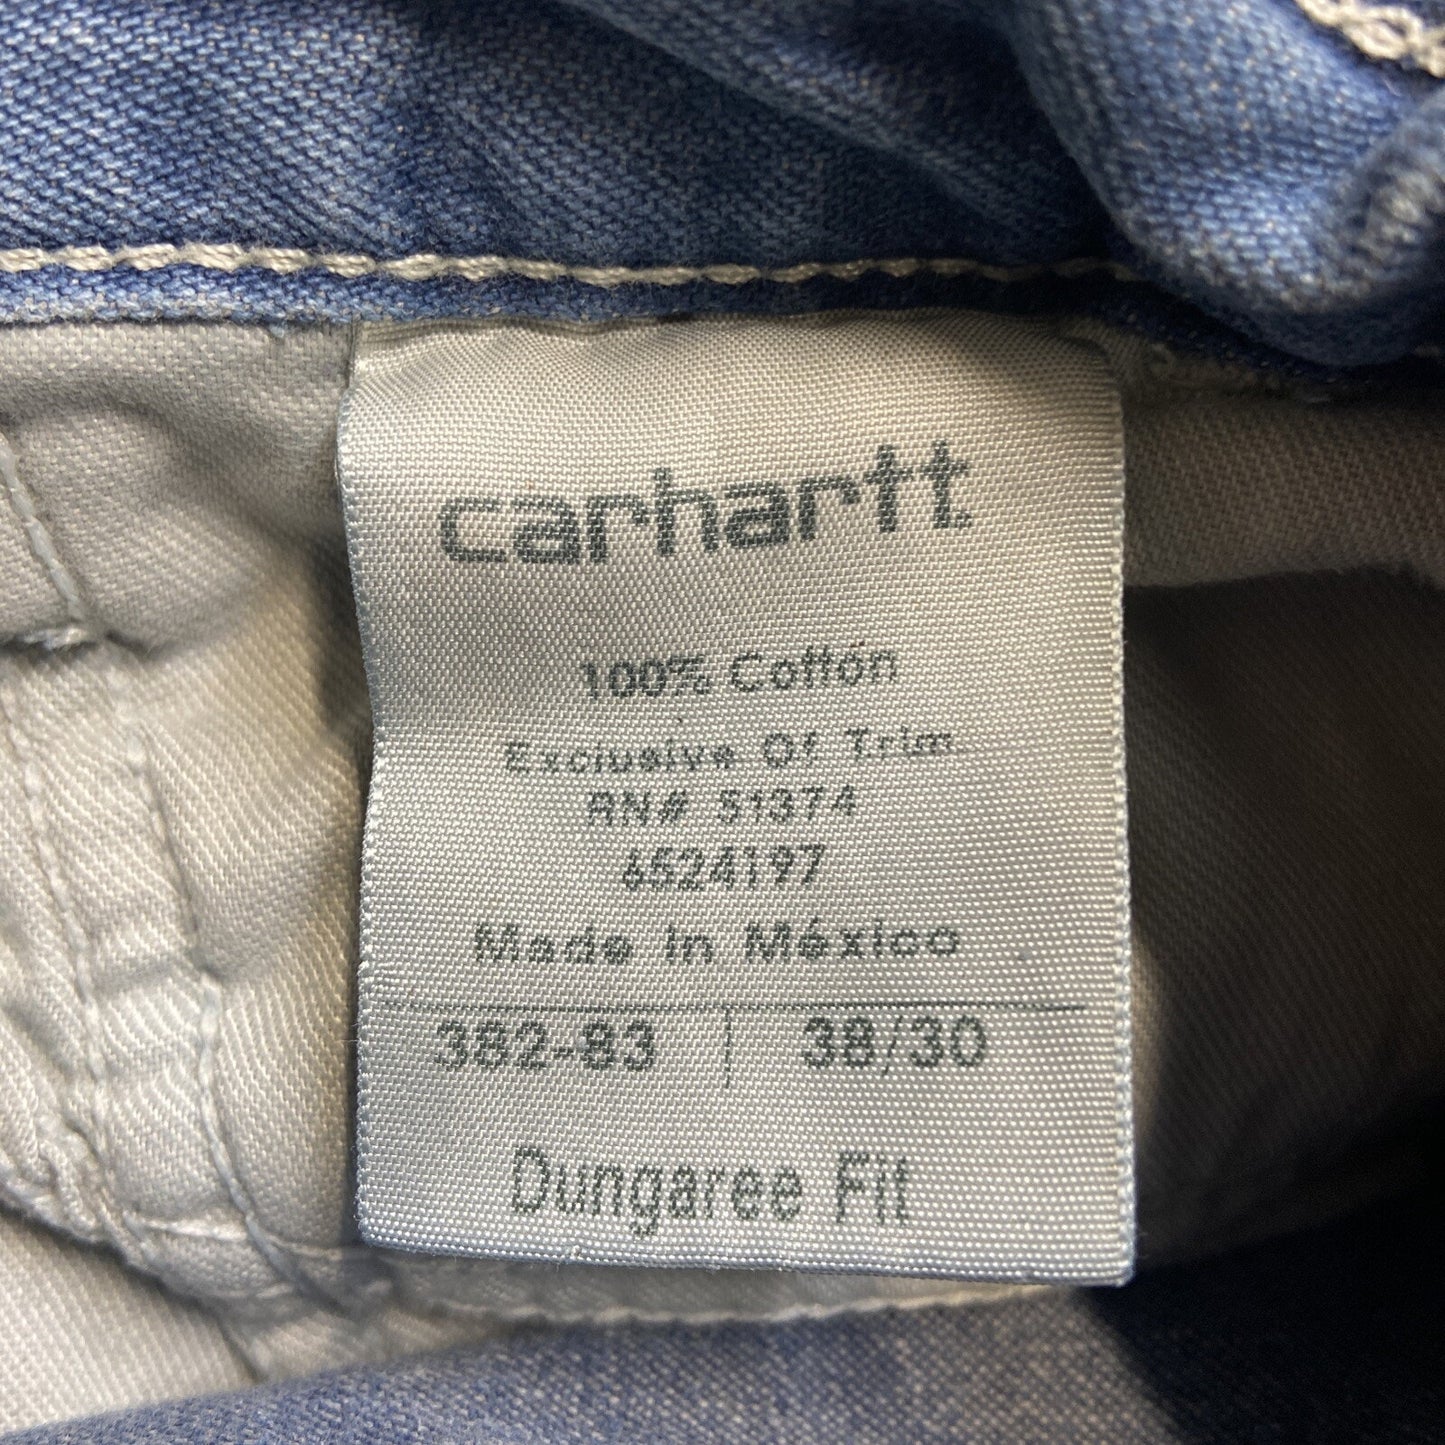 carhartt
100% Cotton
Exclusive Of Trim
RN# 51374
6524197
Made In México
382-83 | 38/30
Dungaree Fit